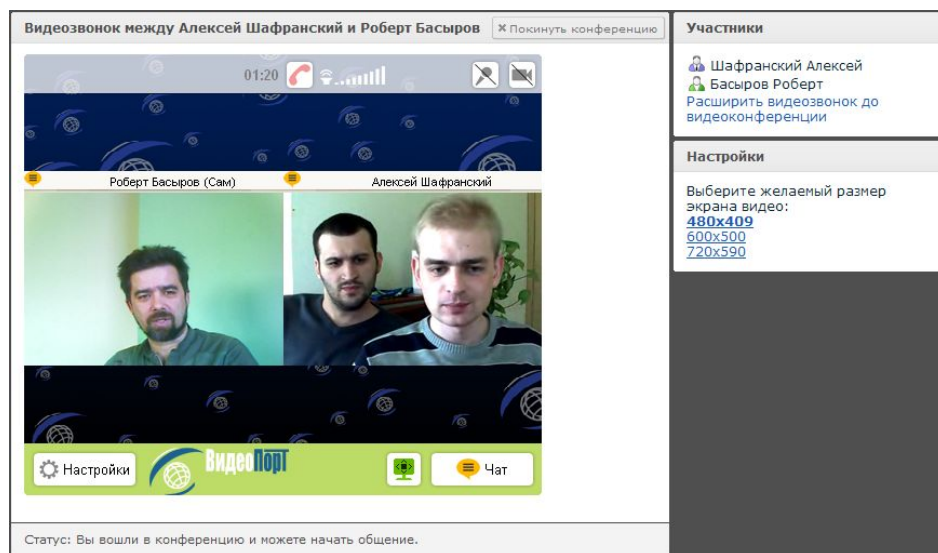 Видеозвонок между Алексей Шафранский и Роберт Басыров
Покинуть конференцию
01:20
Роберт Басыров (Сам)
Алексей Шафранский
Настройки
ВидеоПорт
Чат
Статус: Вы вошли в конференцию и можете начать общение.
Участники
Шафранский Алексей
Басыров Роберт
Расширить видеозвонок до
видеоконференции
Настройки
Выберите желаемый размер
экрана видео:
480x409
600x500
720x590